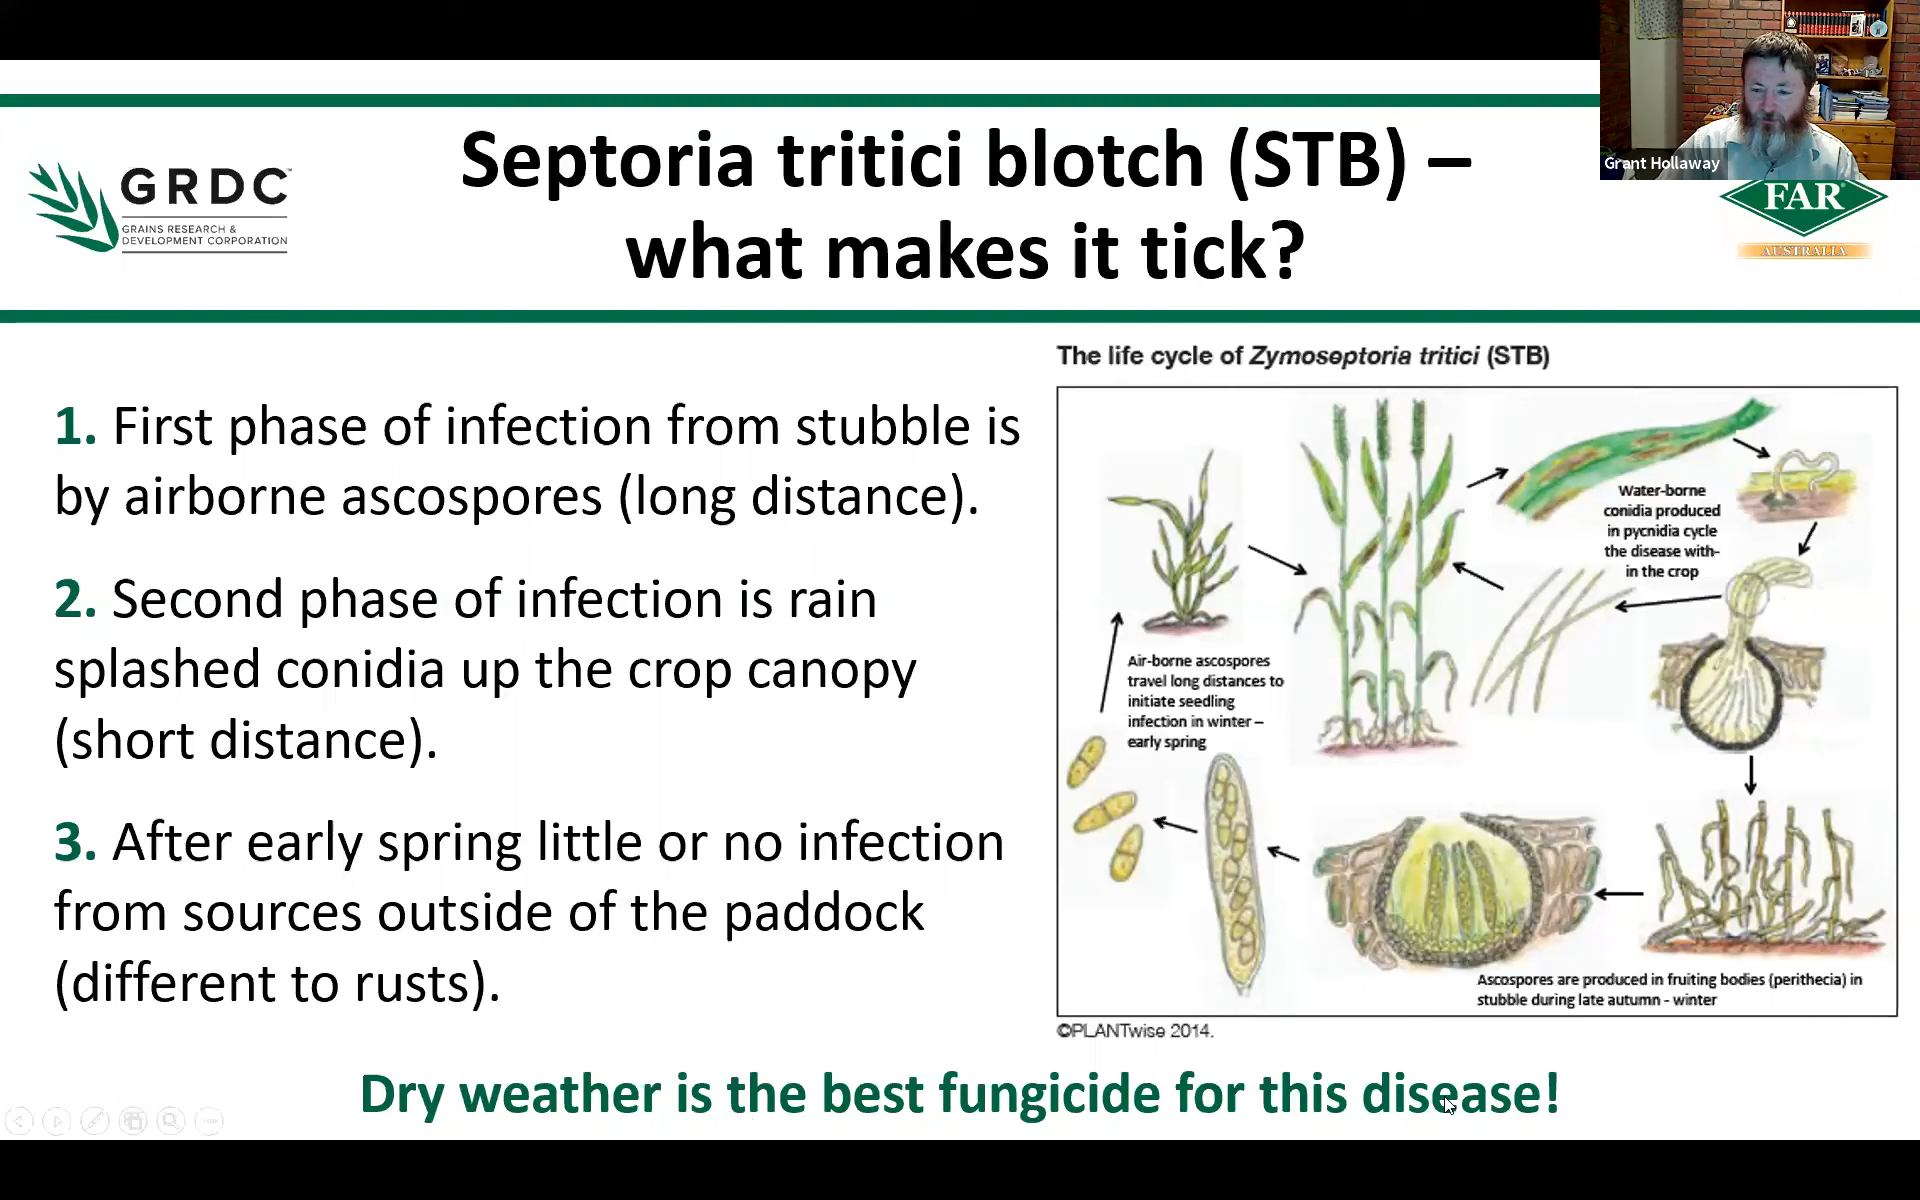 Grant Hollaway
GRDC
GRAINS RESEARCH &
DEVELOPMENT CORPORATION
Septoria tritici blotch (STB) –
what makes it tick?
FAR
AUSTRALIA
1. First phase of infection from stubble is
by airborne ascospores (long distance).
2. Second phase of infection is rain
splashed conidia up the crop canopy
(short distance).
3. After early spring little or no infection
from sources outside of the paddock
(different to rusts).
The life cycle of Zymoseptoria tritici (STB)
Water-borne
conidia produced
in pycnidia cycle
the disease with-
in the crop
Air-borne ascospores
travel long distances to
initiate seedling
infection in winter –
early spring
Ascospores are produced in fruiting bodies (perithecia) in
stubble during late autumn - winter
©PLANTwise 2014.
Dry weather is the best fungicide for this disease!